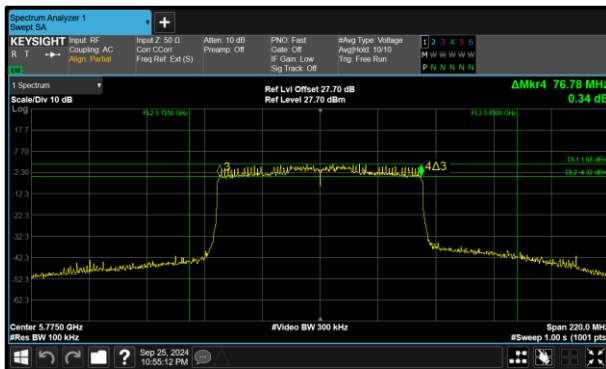 Spectrum Analyzer 1
Swept SA
KEYSIGHT
R T
Input: RF
Coupling: AC
Align: Partial
Input Z: 50 Ω
Corr CCorr
Freq Ref: Ext (S)
Atten: 10 dB
Preamp: Off
PNO: Fast
Gate: Off
IF Gain: Low
Sig Track: Off
#Avg Type: Voltage
Avg|Hold: 10/10
Trig: Free Run
1 2 3 4 5 6
M W W W W W
P N N N N N
1 Spectrum
Scale/Div 10 dB
Ref Lvl Offset 27.70 dB
Ref Level 27.70 dBm
ΔMkr4 76.78 MHz
0.34 dB
Log
FL2 5.7250 GHz
FL3 5.8500 GHz
17.7
7.70
-2.30
-12.3
-22.3
-32.3
-42.3
-52.3
-62.3
3
4Δ3
DL1 1.68 dBm
DL2 -4.32 dBm
Center 5.7750 GHz
#Video BW 300 kHz
Span 220.0 MHz
#Res BW 100 kHz
#Sweep 1.00 s (1001 pts)
?
Sep 25, 2024
10:55:12 PM